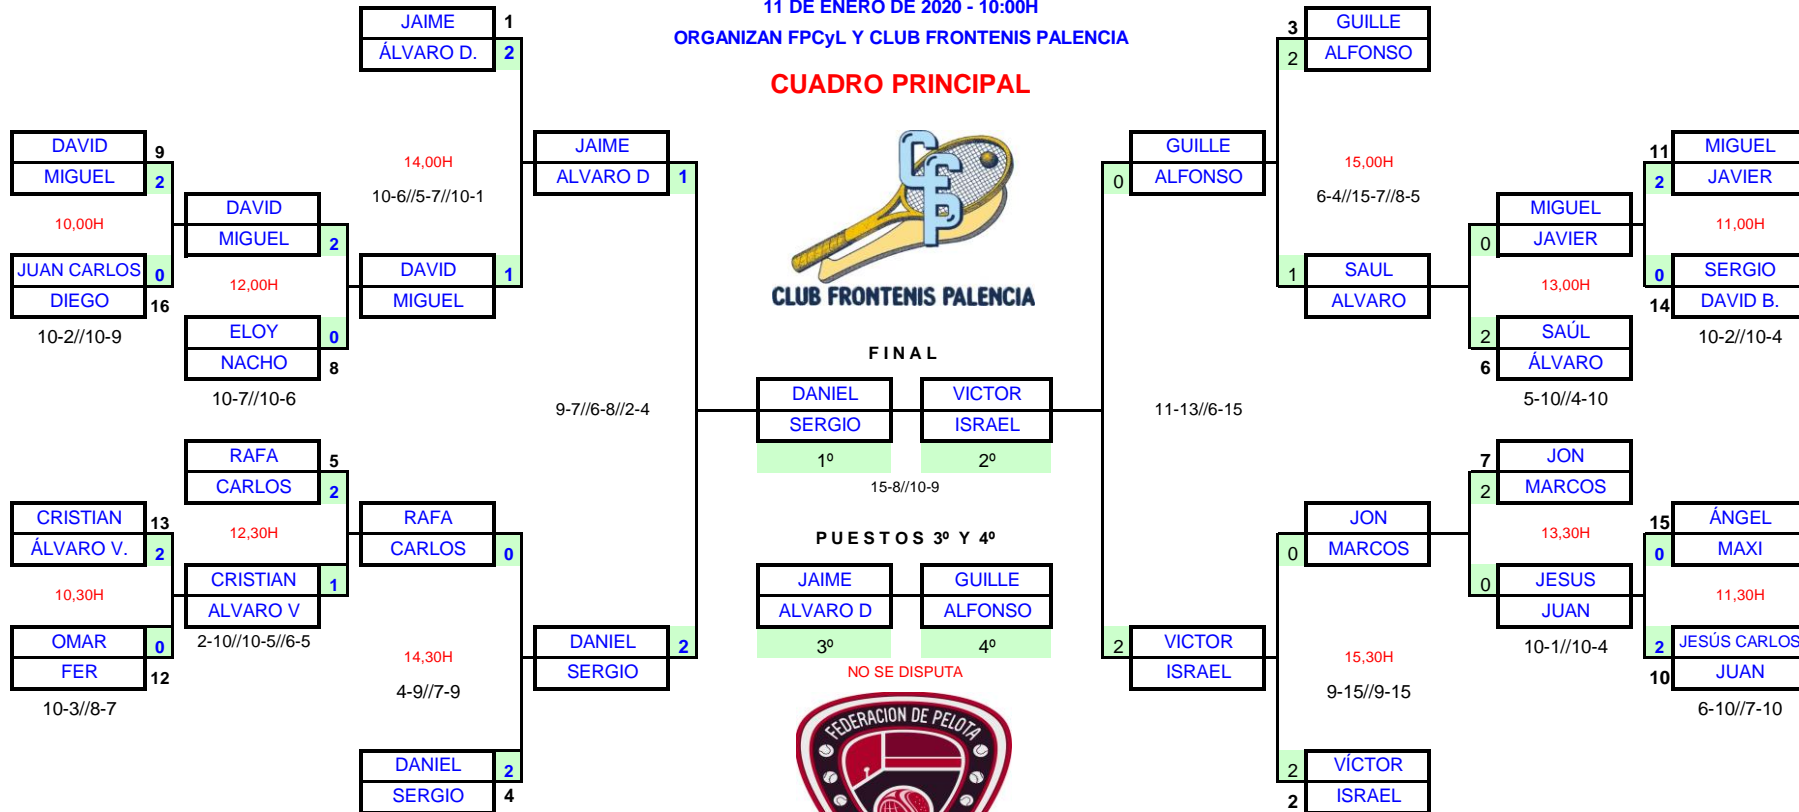 11 DE ENERO DE 2020 - 10:00H
ORGANIZAN FPCyL Y CLUB FRONTENIS PALENCIA
CUADRO PRINCIPAL
JAIME 1
ÁLVARO D. 2
14,00H
10-6//5-7//10-1
DAVID 9
MIGUEL 2
10,00H
JUAN CARLOS 0
DIEGO 16
10-2//10-9
DAVID
MIGUEL 2
12,00H
ELOY 0
NACHO 8
10-7//10-6
DAVID 1
MIGUEL
JAIME
ALVARO D 1
9-7//6-8//2-4
RAFA 5
CARLOS 2
12,30H
CRISTIAN 13
ÁLVARO V. 2
10,30H
OMAR 0
FER 12
10-3//8-7
CRISTIAN 1
ALVARO V
2-10//10-5//6-5
RAFA
CARLOS 0
14,30H
4-9//7-9
DANIEL 2
SERGIO 4
DANIEL 2
SERGIO
CFP
CLUB FRONTENIS PALENCIA
FINAL
DANIEL VICTOR
SERGIO ISRAEL
1º 2º
15-8//10-9
PUESTOS 3º Y 4º
JAIME GUILLE
ALVARO D ALFONSO
3º 4º
NO SE DISPUTA
FEDERACION DE PELOTA
3 GUILLE
2 ALFONSO
15,00H
6-4//15-7//8-5
GUILLE
0 ALFONSO
11-13//6-15
1 SAUL
ALVARO
MIGUEL
0 JAVIER
13,00H
2 SAÚL
6 ÁLVARO
5-10//4-10
11 MIGUEL
2 JAVIER
11,00H
0 SERGIO
14 DAVID B.
10-2//10-4
7 JON
2 MARCOS
13,30H
0 JESUS
JUAN
10-1//10-4
15 ÁNGEL
0 MAXI
11,30H
2 JESÚS CARLOS
10 JUAN
6-10//7-10
JON
0 MARCOS
15,30H
9-15//9-15
2 VICTOR
ISRAEL
2 VÍCTOR
2 ISRAEL